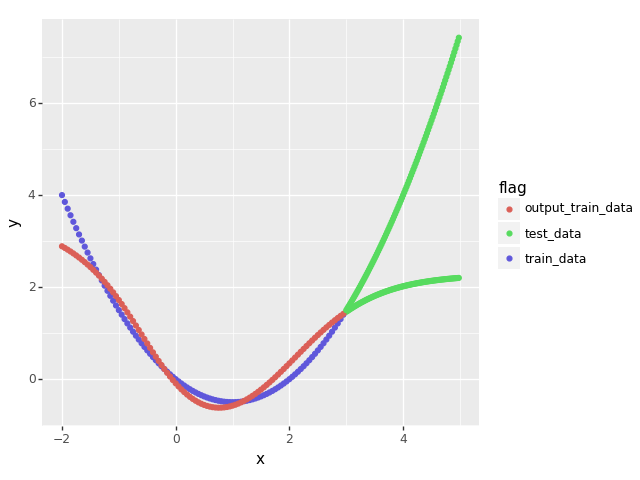 6
4
2
0
y
−2
0
2
4
x
flag
output_train_data
test_data
train_data